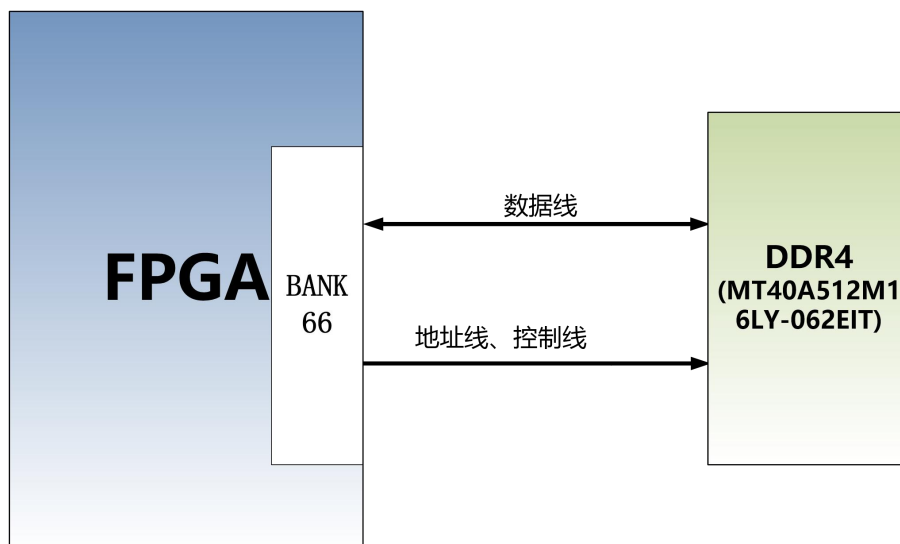 FPGA
BANK
66
数据线
地址线、控制线
DDR4
(MT40A512M1
6LY-062EIT)